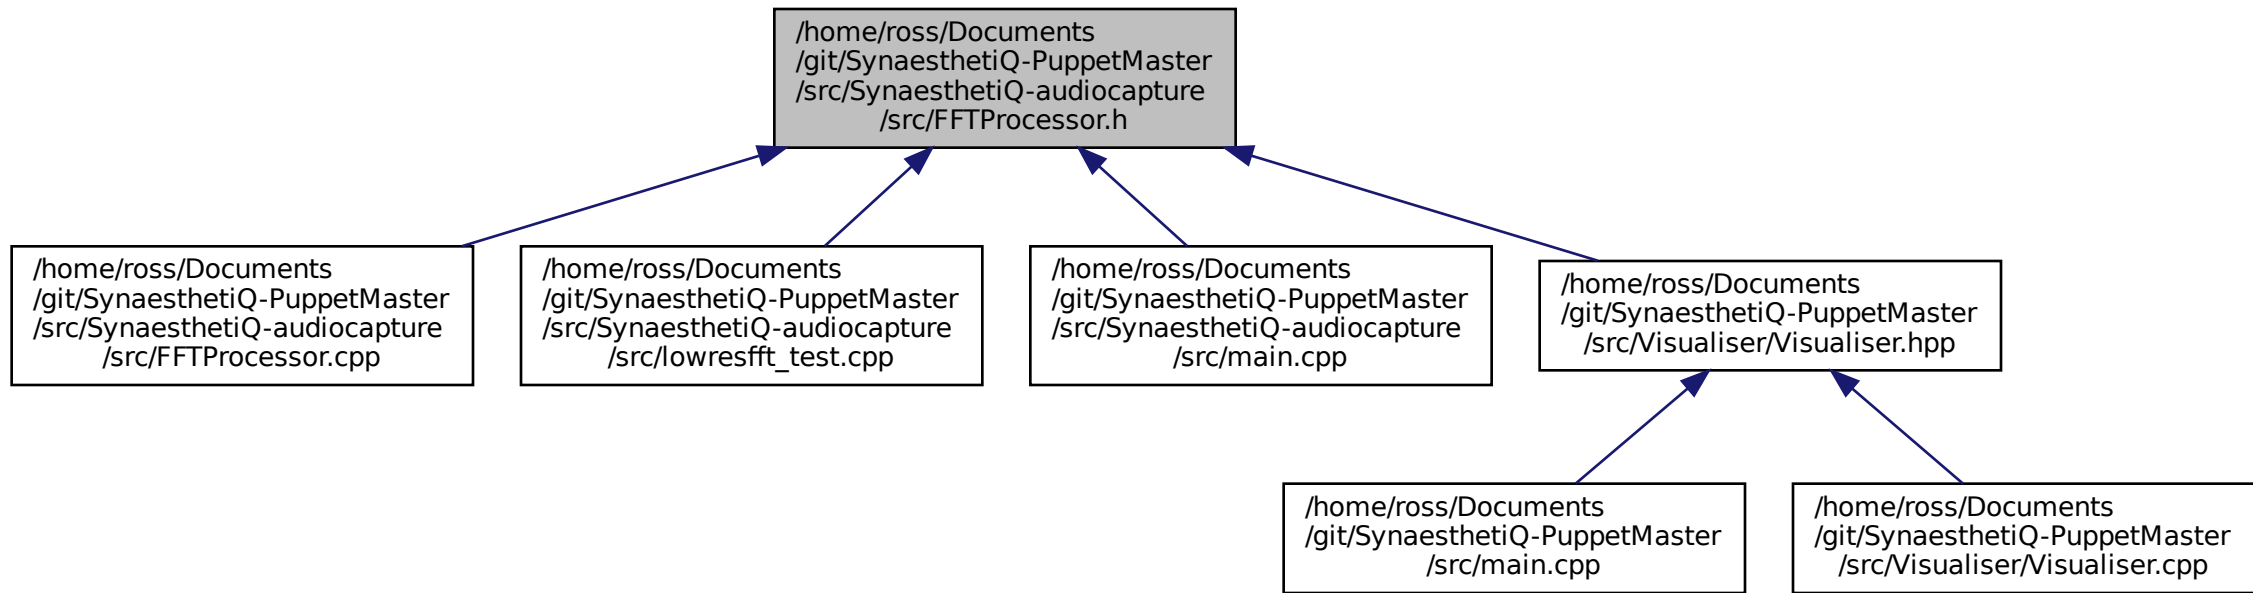 /home/ross/Documents
/git/SynaesthetiQ-PuppetMaster
/src/SynaesthetiQ-audiocapture
/src/FFTProcessor.h
/home/ross/Documents
/git/SynaesthetiQ-PuppetMaster
/src/SynaesthetiQ-audiocapture
/src/FFTProcessor.cpp
/home/ross/Documents
/git/SynaesthetiQ-PuppetMaster
/src/SynaesthetiQ-audiocapture
/src/lowresfft_test.cpp
/home/ross/Documents
/git/SynaesthetiQ-PuppetMaster
/src/SynaesthetiQ-audiocapture
/src/main.cpp
/home/ross/Documents
/git/SynaesthetiQ-PuppetMaster
/src/Visualiser/Visualiser.hpp
/home/ross/Documents
/git/SynaesthetiQ-PuppetMaster
/src/main.cpp
/home/ross/Documents
/git/SynaesthetiQ-PuppetMaster
/src/Visualiser/Visualiser.cpp